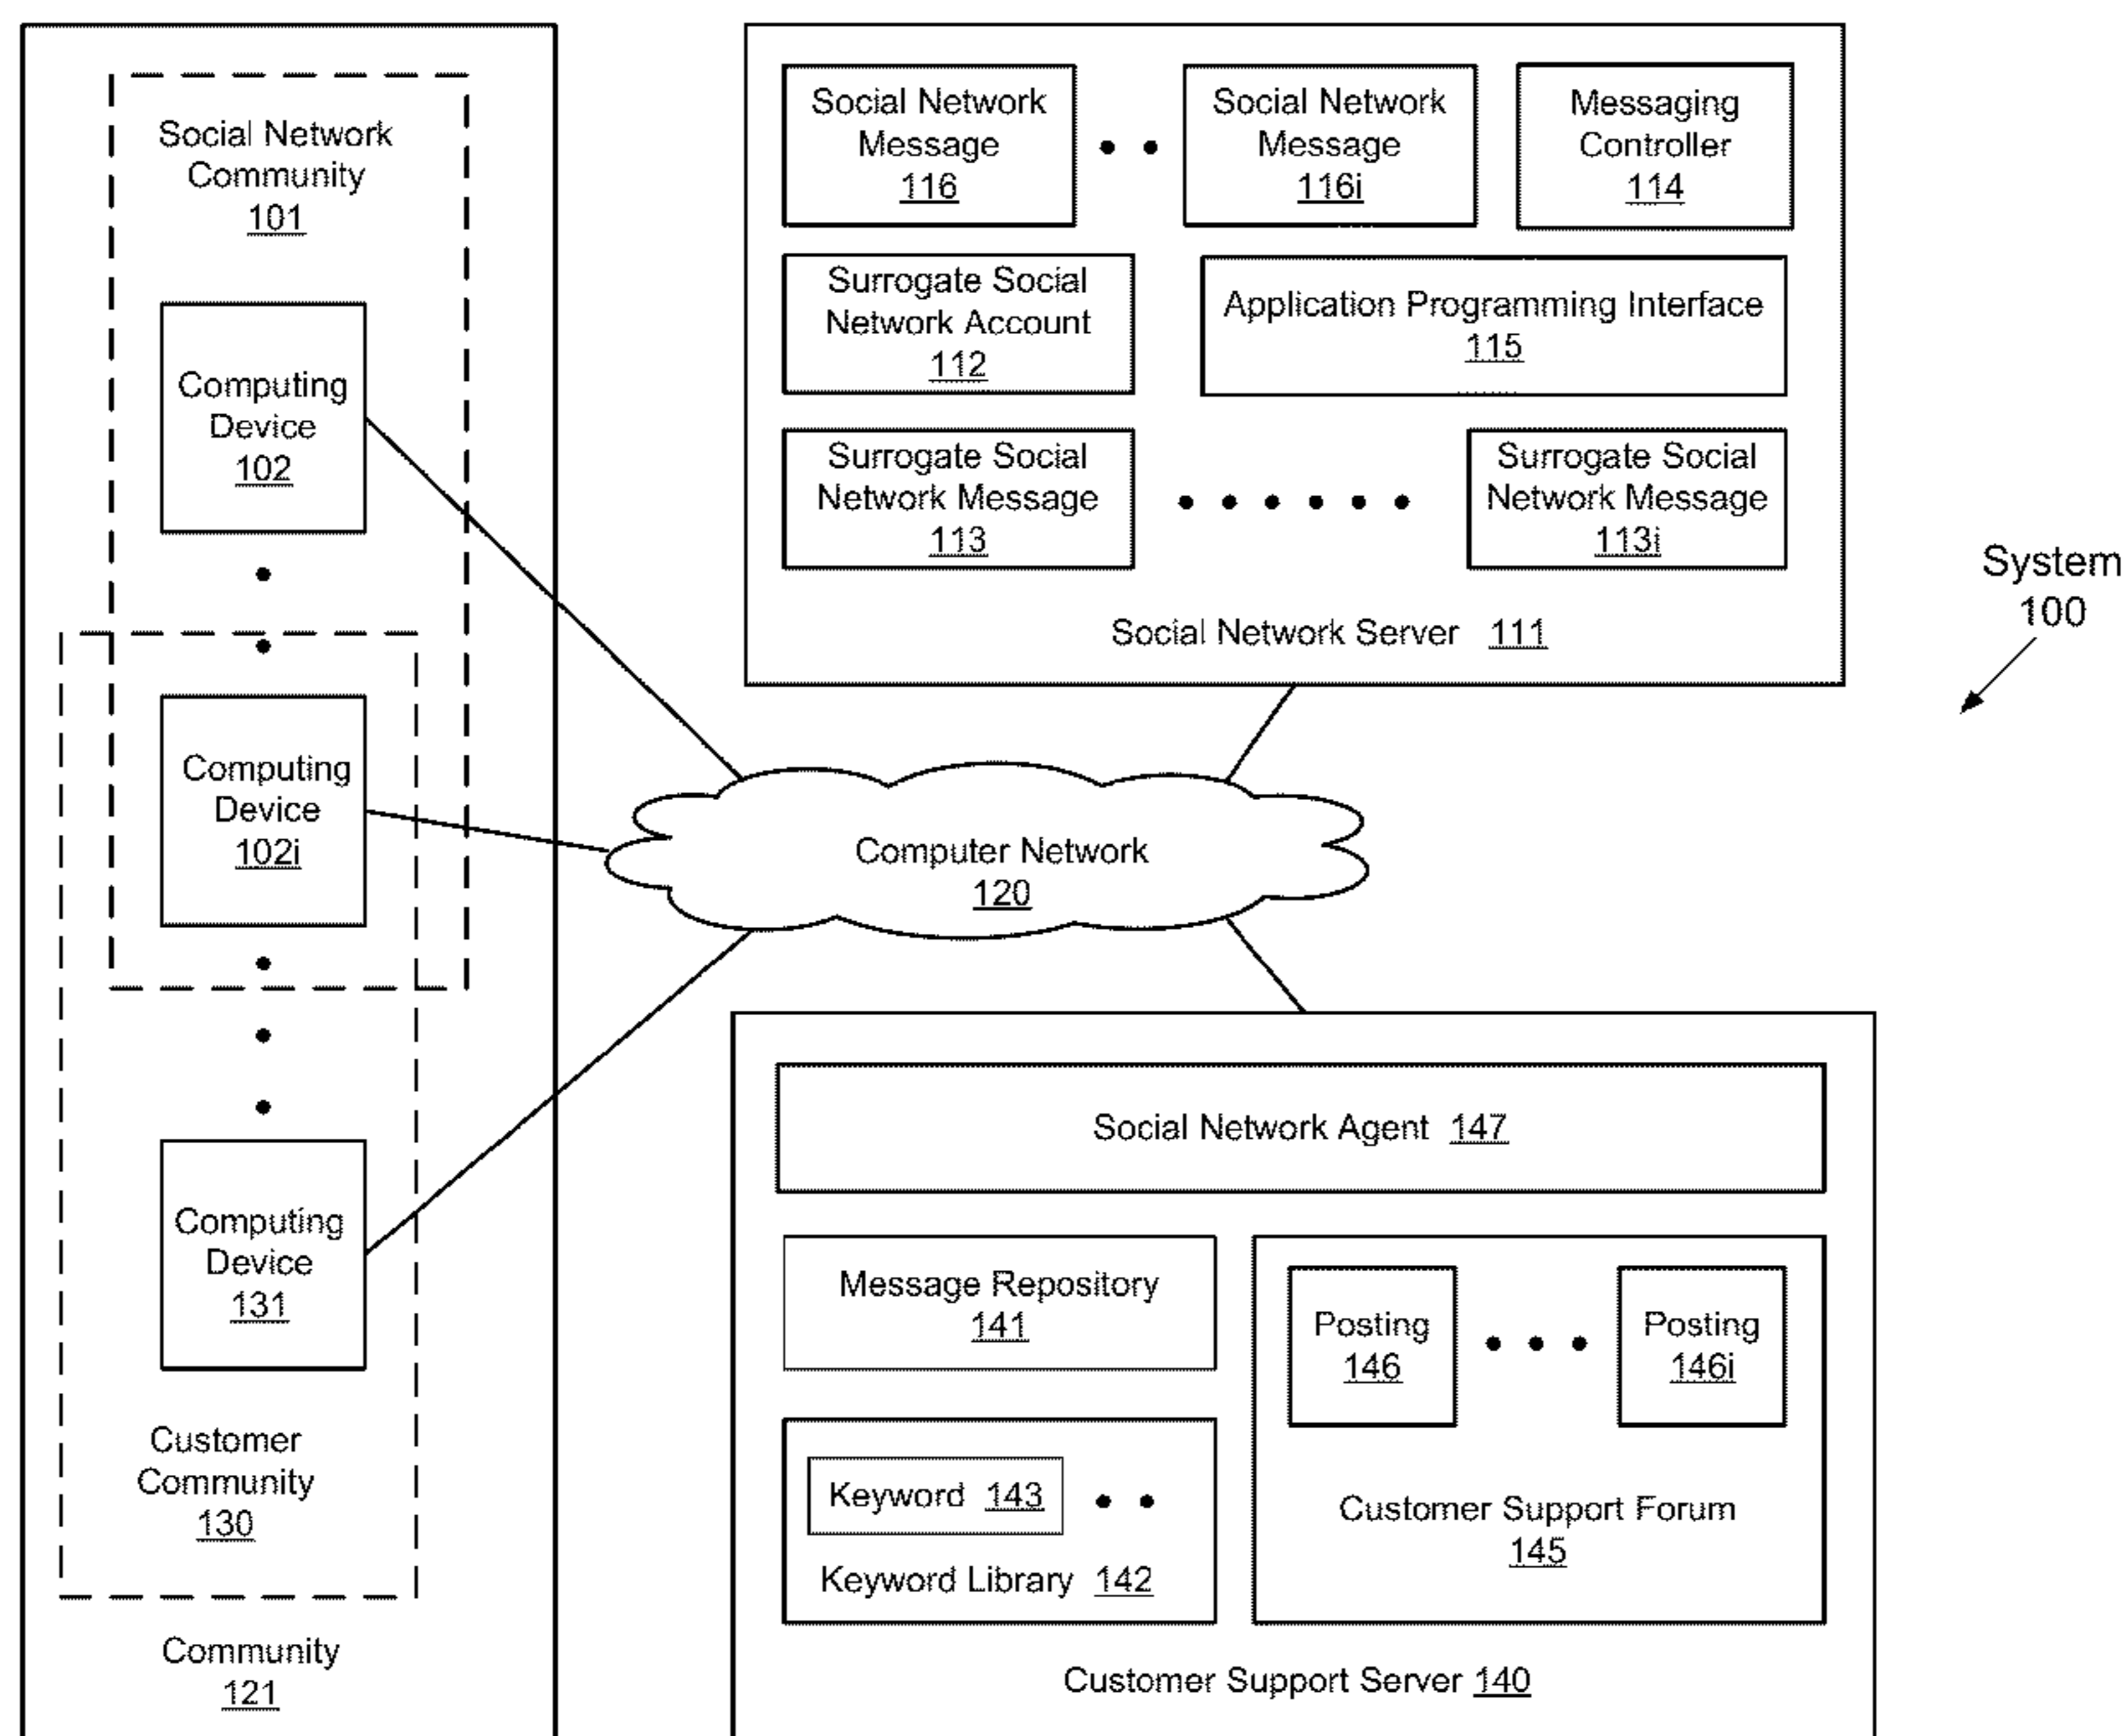 Social Network
Community
101
Computing
Device
102
Computing
Device
102i
Computing
Device
131
Customer
Community
130
Community
121
Social Network
Message
116
Social Network
Message
116i
Messaging
Controller
114
Surrogate Social
Network Account
112
Application Programming Interface
115
Surrogate Social
Network Message
113
Surrogate Social
Network Message
113i
Social Network Server 111
System
100
Computer Network
120
Social Network Agent 147
Message Repository
141
Posting
146
Posting
146i
Keyword 143
Keyword Library 142
Customer Support Forum
145
Customer Support Server 140